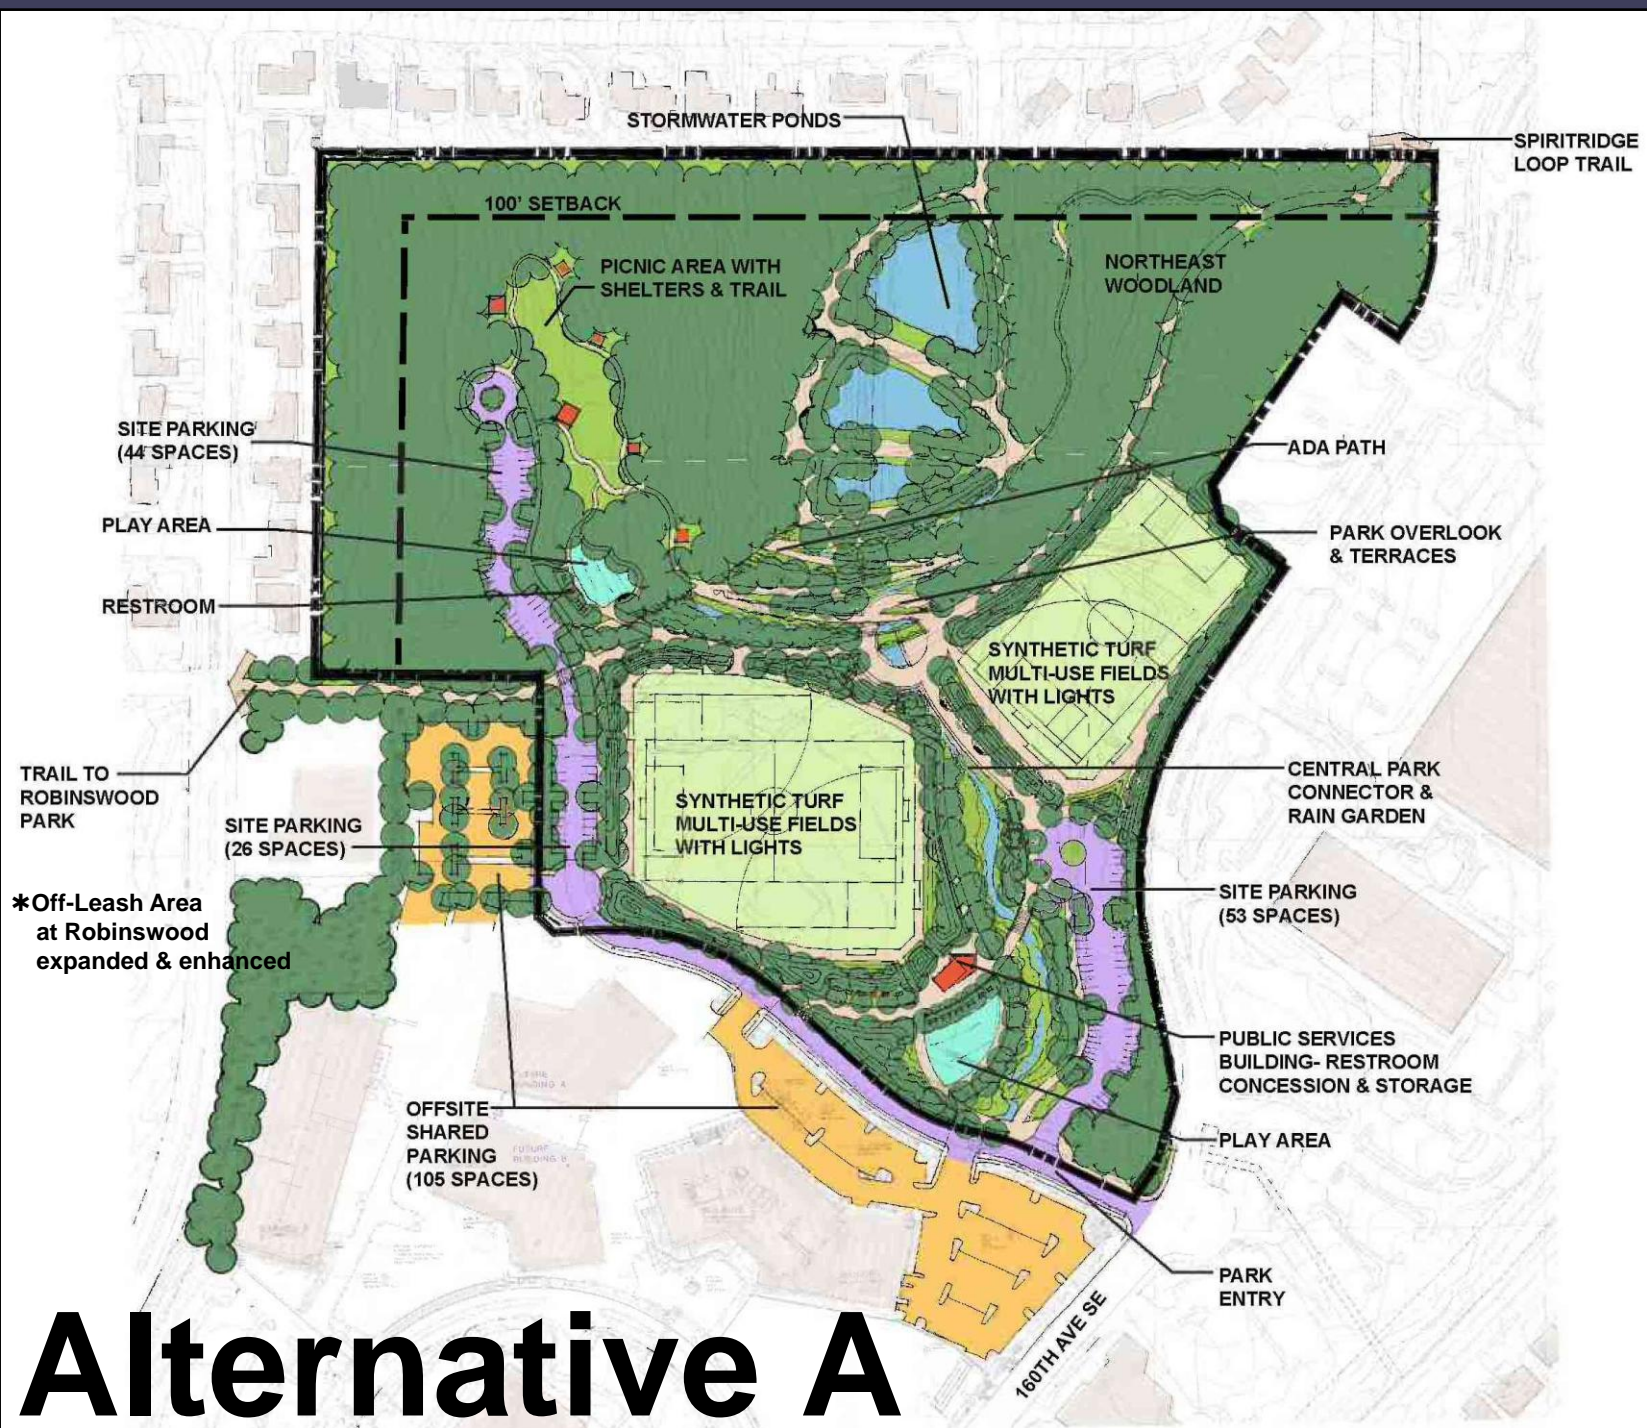 STORMWATER PONDS
SPIRITRIDGE
LOOP TRAIL
100' SETBACK
PICNIC AREA WITH
SHELTERS & TRAIL
NORTHEAST
WOODLAND
SITE PARKING
(44 SPACES)
ADA PATH
PLAY AREA
PARK OVERLOOK
& TERRACES
RESTROOM
SYNTHETIC TURF
MULTI-USE FIELDS
WITH LIGHTS
TRAIL TO
ROBINSWOOD
PARK
CENTRAL PARK
CONNECTOR &
RAIN GARDEN
SYNTHETIC TURF
MULTI-USE FIELDS
WITH LIGHTS
SITE PARKING
(26 SPACES)
SITE PARKING
(53 SPACES)
✱Off-Leash Area
at Robinswood
expanded & enhanced
PUBLIC SERVICES
BUILDING- RESTROOM
CONCESSION & STORAGE
FUTURE
BUILDING A
OFFSITE
SHARED
PARKING
(105 SPACES)
FUTURE
BUILDING B
PLAY AREA
PARK
ENTRY
160TH AVE SE
Alternative A